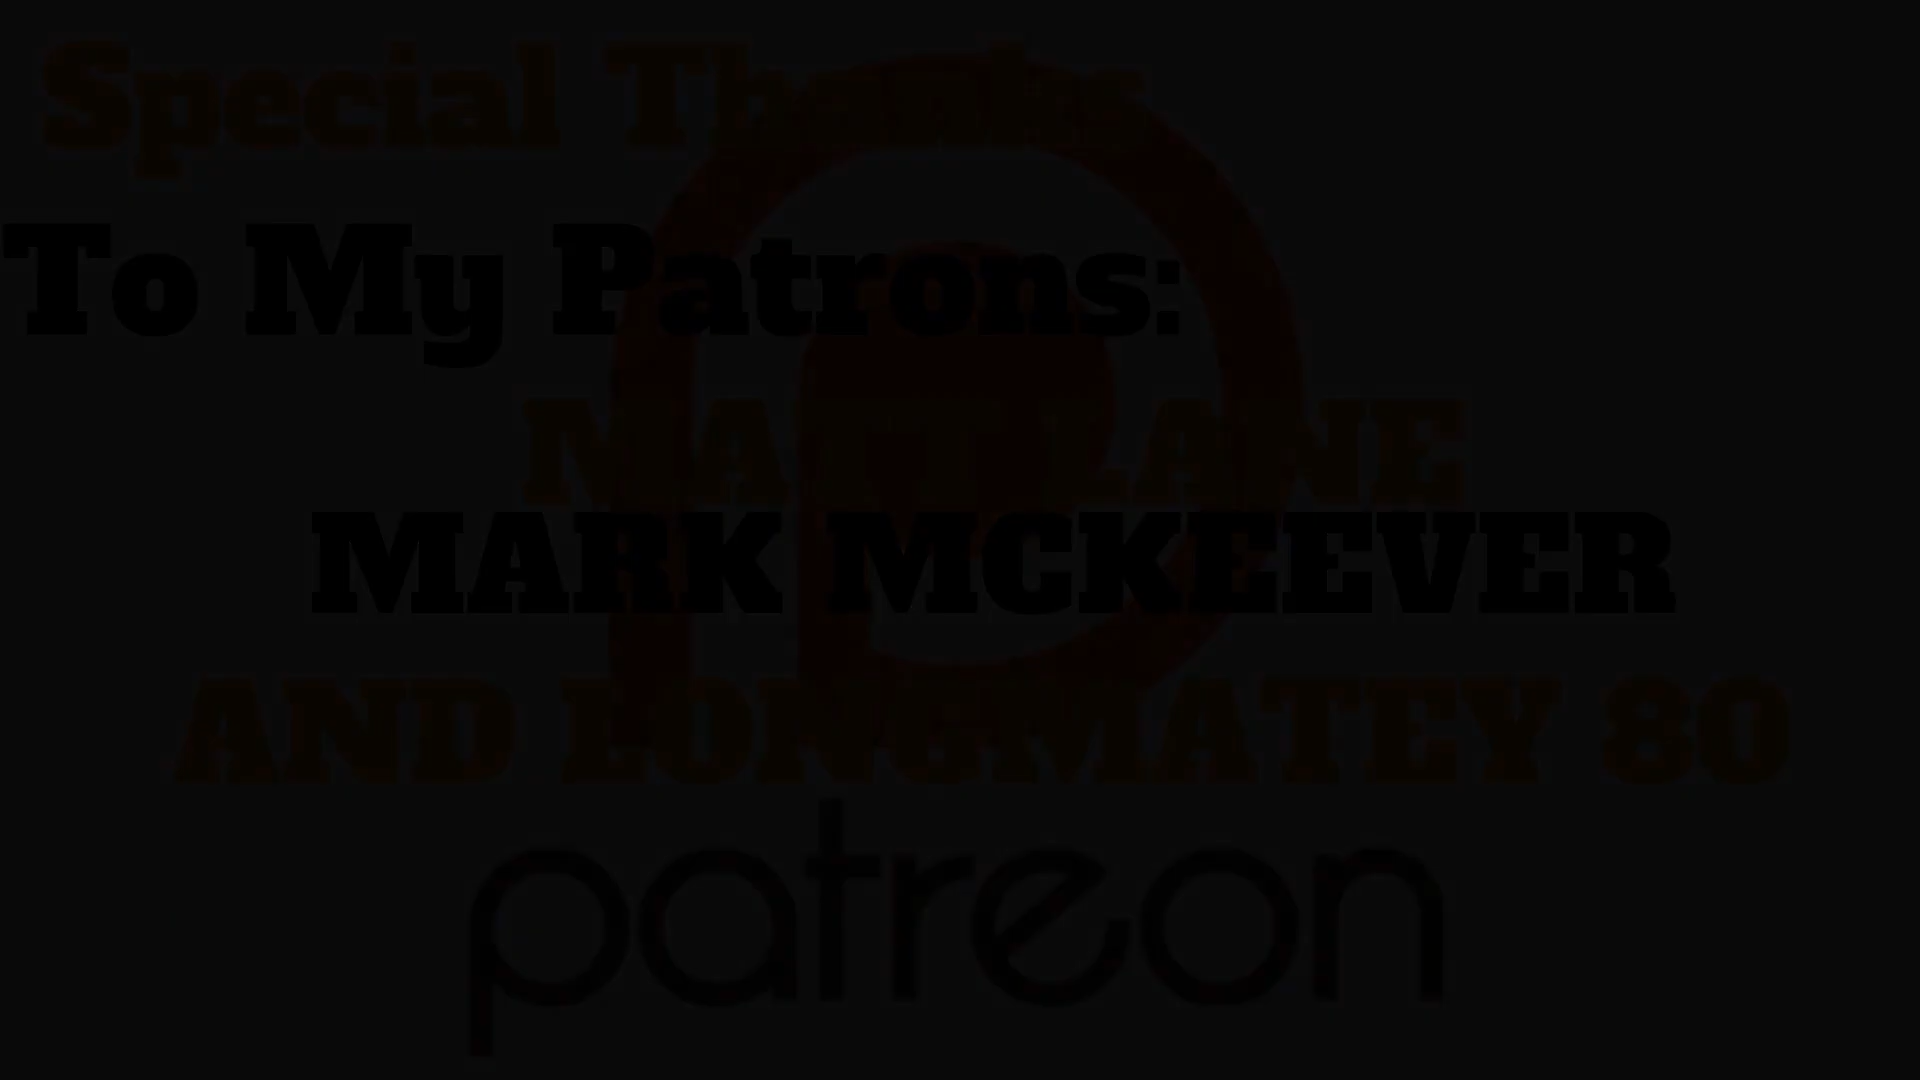 Special Thanks
To My Patrons:
MATT LANE
MARK MCKEEVER
AND LONGMATEY 80
patreon